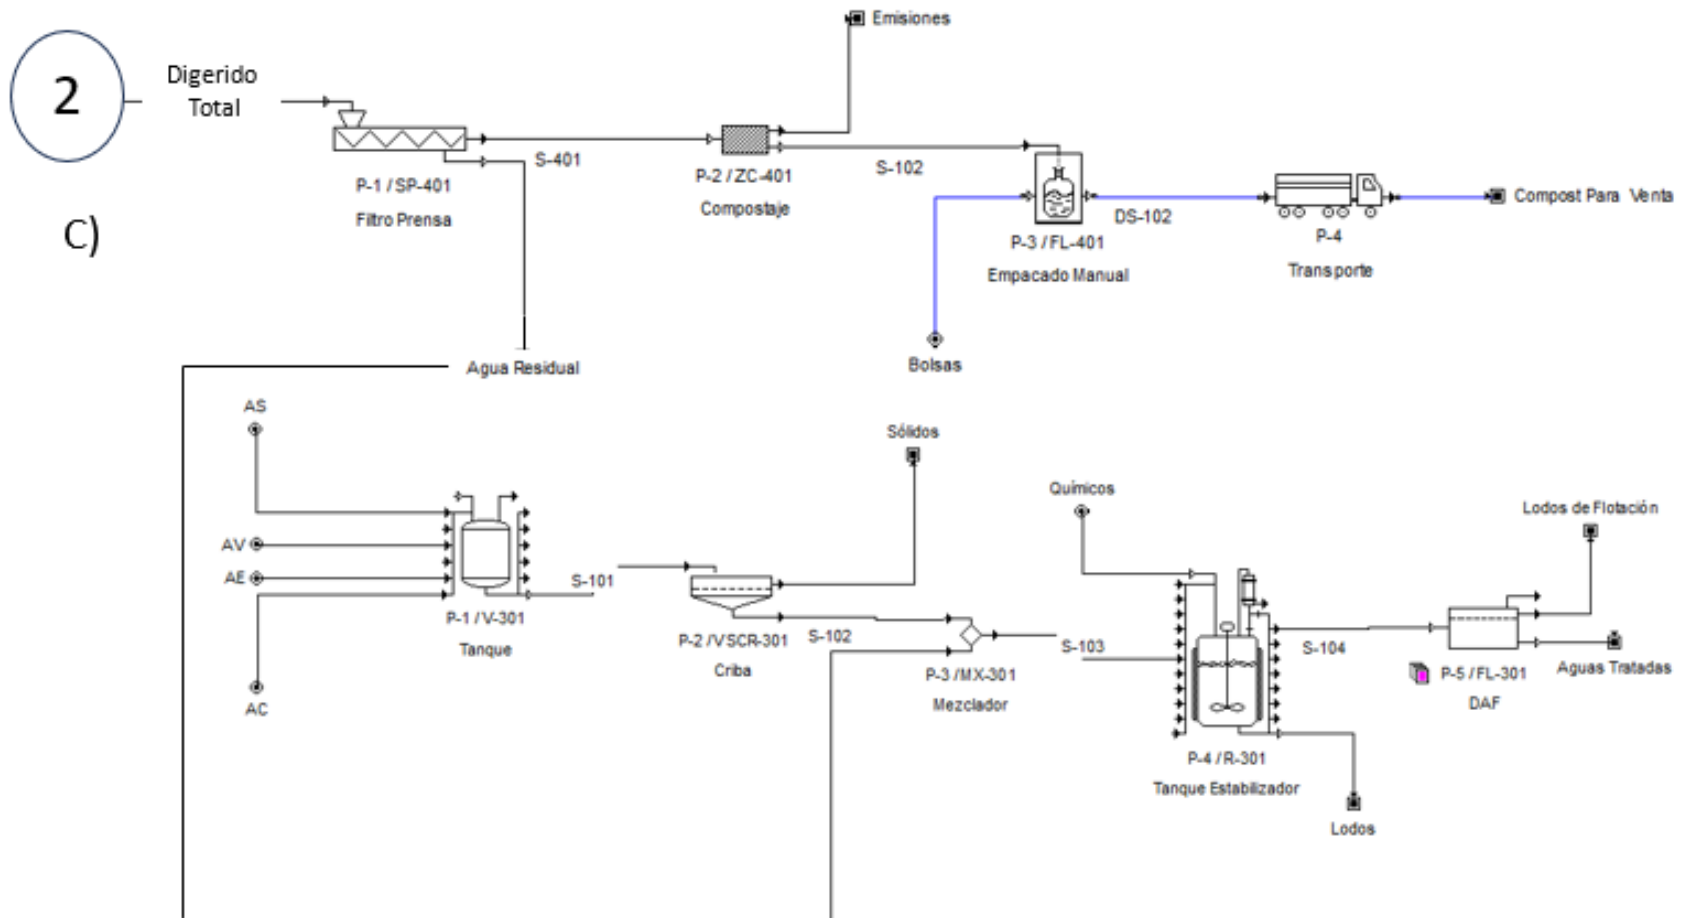 Emisiones
2
Digerido
Total
S-401
P-1 / SP-401
Filtro Prensa
P-2 / ZC-401
Compostaje
S-102
P-3 / FL-401
Empacado Manual
DS-102
P-4
Transporte
Compost Para Venta
C)
Agua Residual
Bolsas
AS
AV
AE
AC
S-101
P-1 / V-301
Tanque
Sólidos
P-2 / VSCR-301
Criba
S-102
P-3 / MX-301
Mezclador
Químicos
S-103
P-4 / R-301
Tanque Estabilizador
S-104
Lodos
Lodos de Flotación
P-5 / FL-301
DAF
Aguas Tratadas